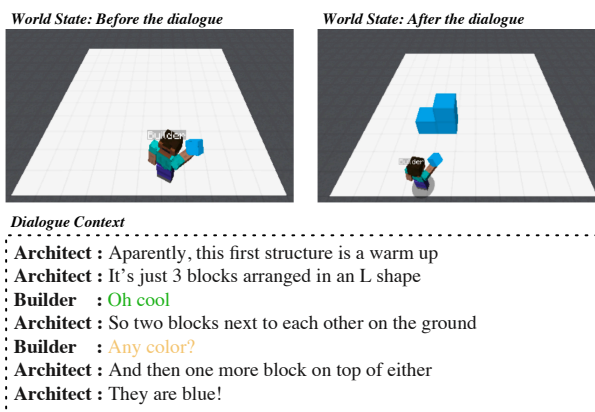 World State: Before the dialogue
World State: After the dialogue
Builder
Builder
Dialogue Context
Architect : Aparently, this first structure is a warm up
Architect : It's just 3 blocks arranged in an L shape
Builder : Oh cool
Architect : So two blocks next to each other on the ground
Builder : Any color?
Architect : And then one more block on top of either
Architect : They are blue!